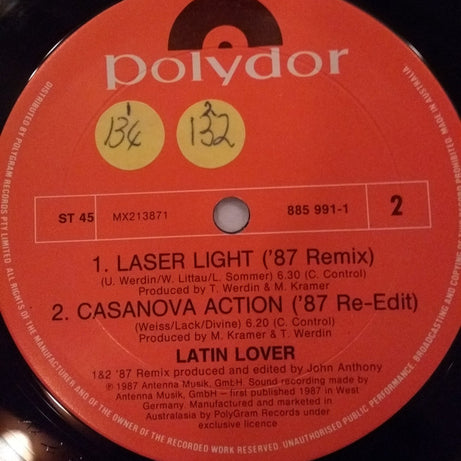 polydor
1
134
2
132
ST 45
MX213871
885 991-1
2
1. LASER LIGHT ('87 Remix)
(U. Werdin/W. Littau/L. Sommer) 6.30 (C. Control)
Produced by T. Werdin & M. Kramer
2. CASANOVA ACTION ('87 Re-Edit)
(Weiss/Lack/Divine) 6.20 (C. Control)
Produced by M. Kramer & T. Werdin
LATIN LOVER
1&2 '87 Remix produced and edited by John Anthony
℗ 1987 Antenna Musik, GmbH. Sound recording made by
Antenna Musik, GmbH – first published 1987 in West
Germany. Manufactured and marketed in
Australasia by PolyGram Records under
exclusive licence
DISTRIBUTED BY POLYGRAM RECORDS PTY LIMITED ALL RIGHTS OF THE MANUFACTURER AND OF THE OWNER OF THE RECORDED WORK RESERVED. UNAUTHORISED PUBLIC PERFORMANCE, BROADCASTING AND COPYING OF PROHIBITED. MADE IN AUSTRALIA